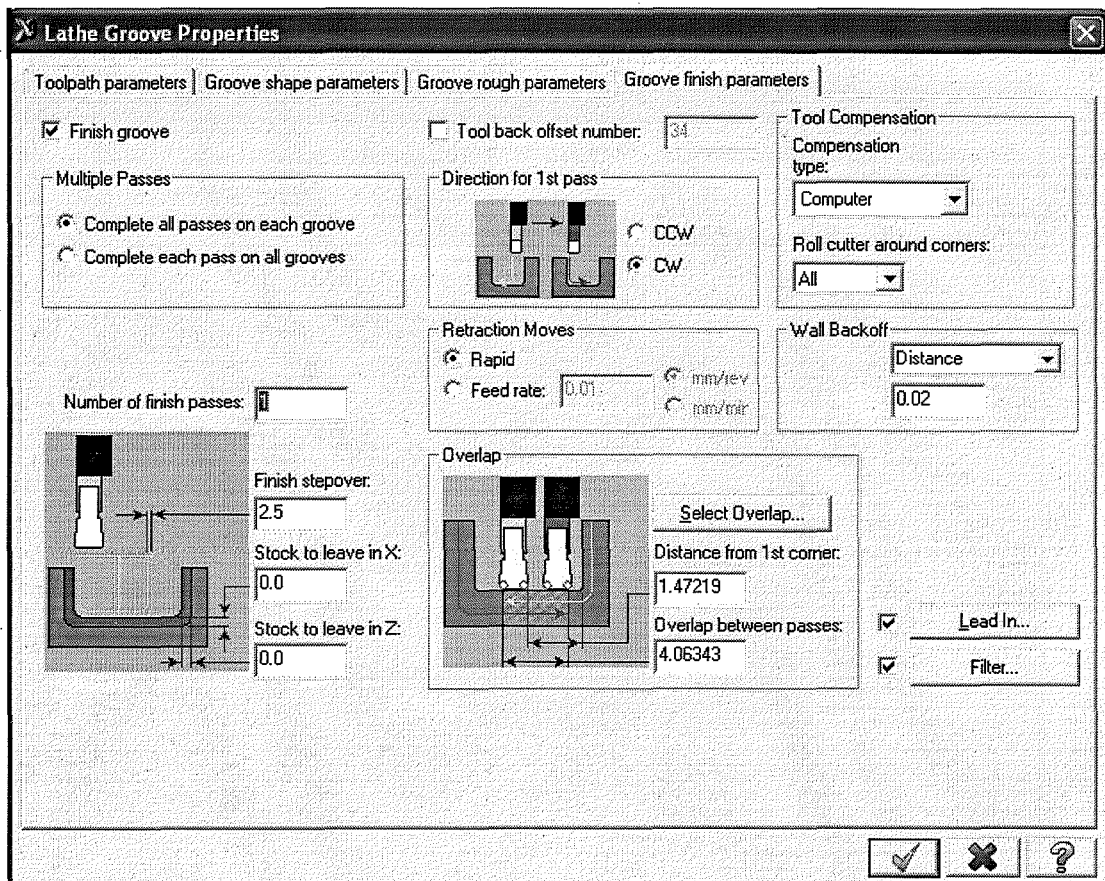 Lathe Groove Properties
Toolpath parameters
Groove shape parameters
Groove rough parameters
Groove finish parameters
Finish groove
Tool back offset number:
34
Multiple Passes
Complete all passes on each groove
Complete each pass on all grooves
Direction for 1st pass
CCW
CW
Tool Compensation
Compensation
type:
Computer
Roll cutter around corners:
All
Retraction Moves
Rapid
Feed rate:
0.01
mm/rev
mm/mir
Wall Backoff
Distance
0.02
Number of finish passes:
1
Finish stepover:
2.5
Stock to leave in X:
0.0
Stock to leave in Z:
0.0
Overlap
Select Overlap...
Distance from 1st corner:
1.47219
Overlap between passes:
4.06343
Lead In...
Filter...